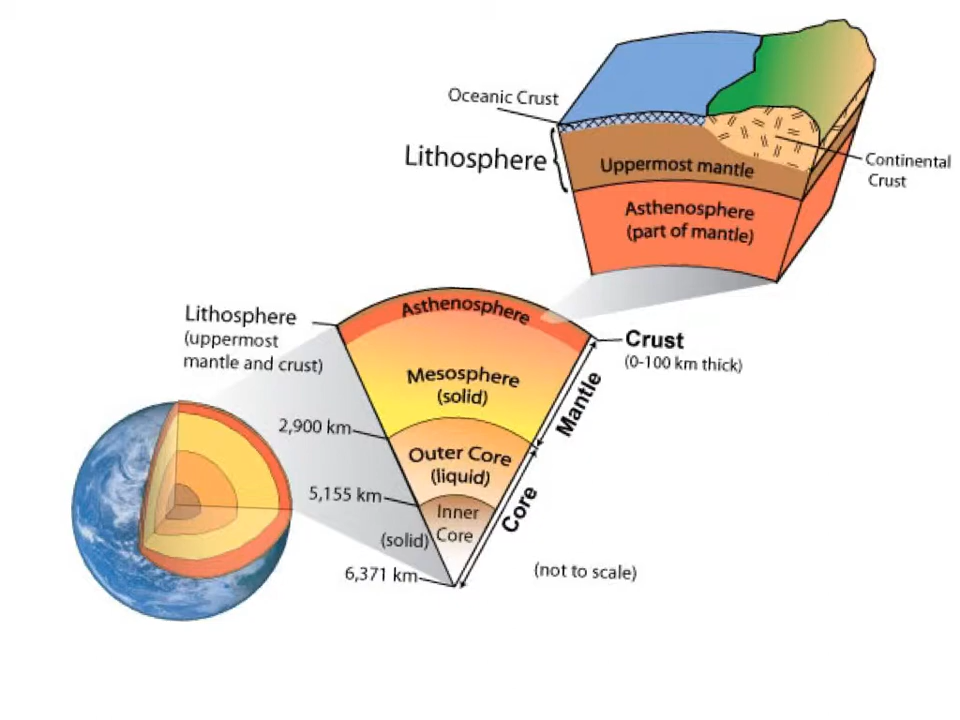 Oceanic Crust
Lithosphere
Uppermost mantle
Continental
Crust
Asthenosphere
(part of mantle)
Lithosphere
(uppermost
mantle and crust)
Asthenosphere
Crust
(0-100 km thick)
Mesosphere
(solid)
Mantle
2,900 km
Outer Core
(liquid)
5,155 km
Inner
Core
(solid)
Core
6,371 km
(not to scale)